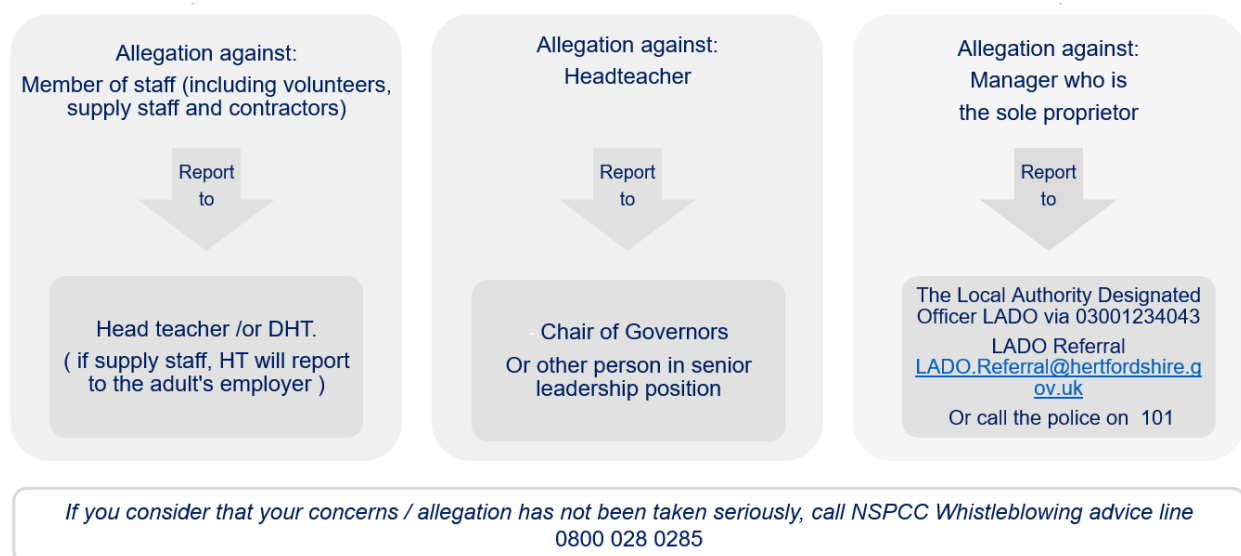 Allegation against:
Member of staff (including volunteers,
supply staff and contractors)
Report
to
Head teacher /or DHT.
( if supply staff, HT will report
to the adult's employer )
Allegation against:
Headteacher
Report
to
- Chair of Governors
Or other person in senior
leadership position
Allegation against:
Manager who is
the sole proprietor
Report
to
The Local Authority Designated
Officer LADO via 03001234043
LADO Referral
LADO.Referral@hertfordshire.g
ov.uk
Or call the police on  101
If you consider that your concerns / allegation has not been taken seriously, call NSPCC Whistleblowing advice line
0800 028 0285